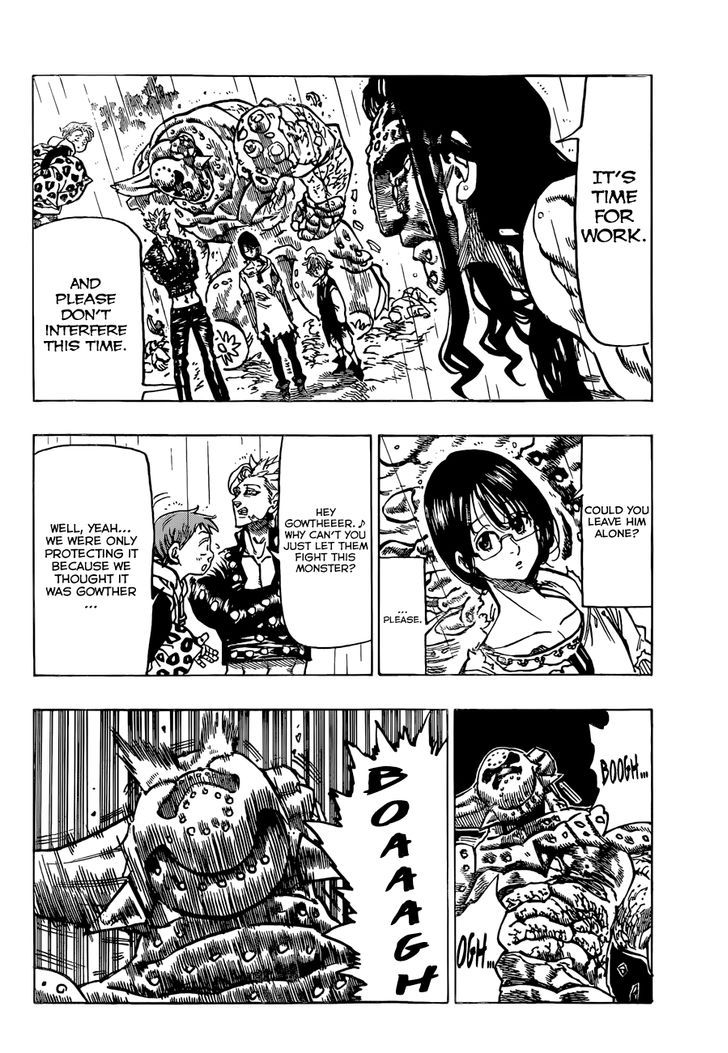 IT'S
TIME
FOR
WORK.
AND
PLEASE
DON'T
INTERFERE
THIS TIME.
COULD YOU
LEAVE HIM
ALONE?
...
PLEASE.
HEY
GOWTHEEER.♪
WHY CAN'T YOU
JUST LET THEM
FIGHT THIS
MONSTER?
WELL, YEAH...
WE WERE ONLY
PROTECTING IT
BECAUSE WE
THOUGHT IT
WAS GOWTHER
...
BOOGH...
OGH...
BOAAAGH